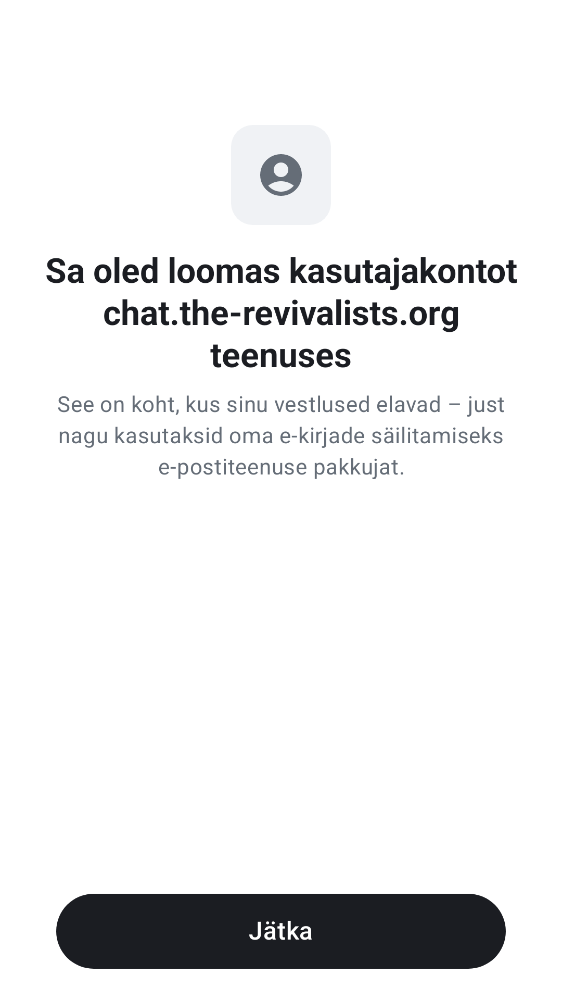 Sa oled loomas kasutajakontot
chat.the-revivalists.org
teenuses
See on koht, kus sinu vestlused elavad – just
nagu kasutaksid oma e-kirjade säilitamiseks
e-postiteenuse pakkujat.
Jätka